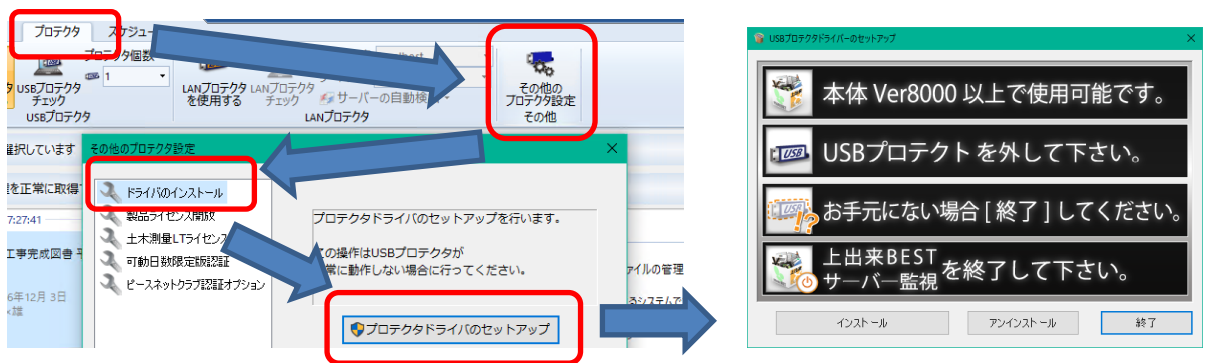 プロテクタ
スケジュー
プロテクタ個数
1
USBプロテクタ
チェック
USBプロテクタ
LANプロテクタ
を使用する
LANプロテクタ
チェック
サーバーの自動検
LANプロテクタ
その他の
プロテクタ設定
その他
択しています
を正常に取得
7:27:41
工事完成図書
6年12月 3日
その他のプロテクタ設定
ドライバのインストール
製品ライセンス開放
土木測量LTライセンス
可動日数限定版認証
ピースネットクラブ認証オプション
プロテクタドライバのセットアップを行います。
の操作はUSBプロテクタが
常に動作しない場合に行ってください。
プロテクタドライバのセットアップ
ァイルの管理
るシステムで
USBプロテクタドライバーのセットアップ
本体 Ver8000 以上で使用可能です。
USB
USBプロテクト を外して下さい。
USB
お手元にない場合 [ 終了 ] してください。
上出来BEST
サーバー監視
を終了して下さい。
インストール
アンインストール
終了